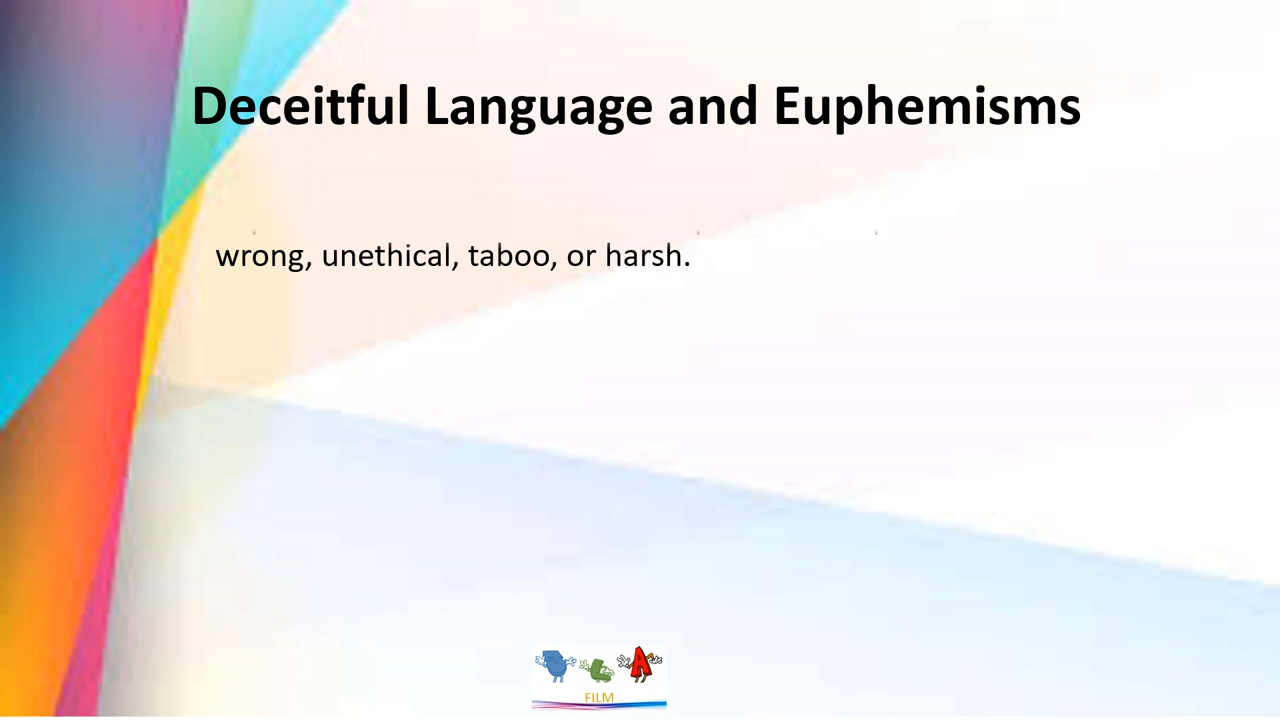 Deceitful Language and Euphemisms
wrong, unethical, taboo, or harsh.
FILM